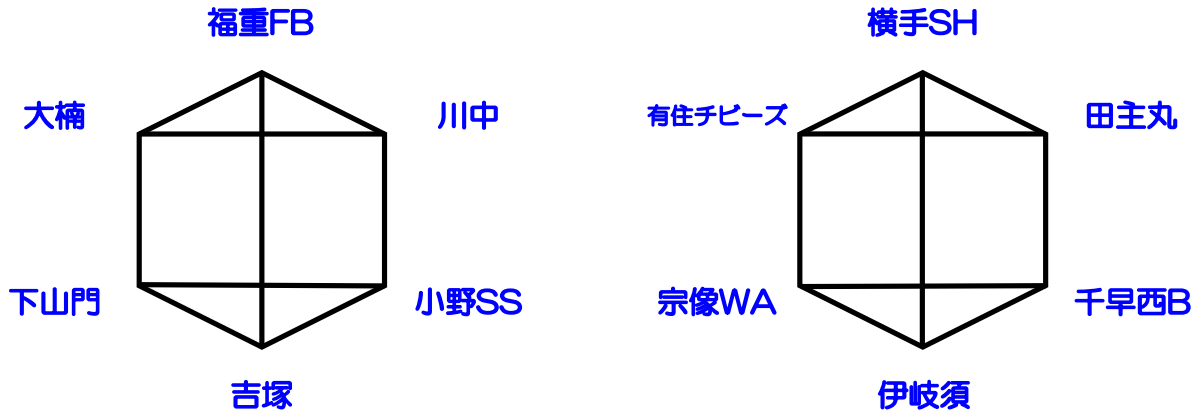 福重FB
大楠
川中
下山門
小野SS
吉塚
横手SH
有住チビーズ
田主丸
宗像WA
千早西B
伊岐須